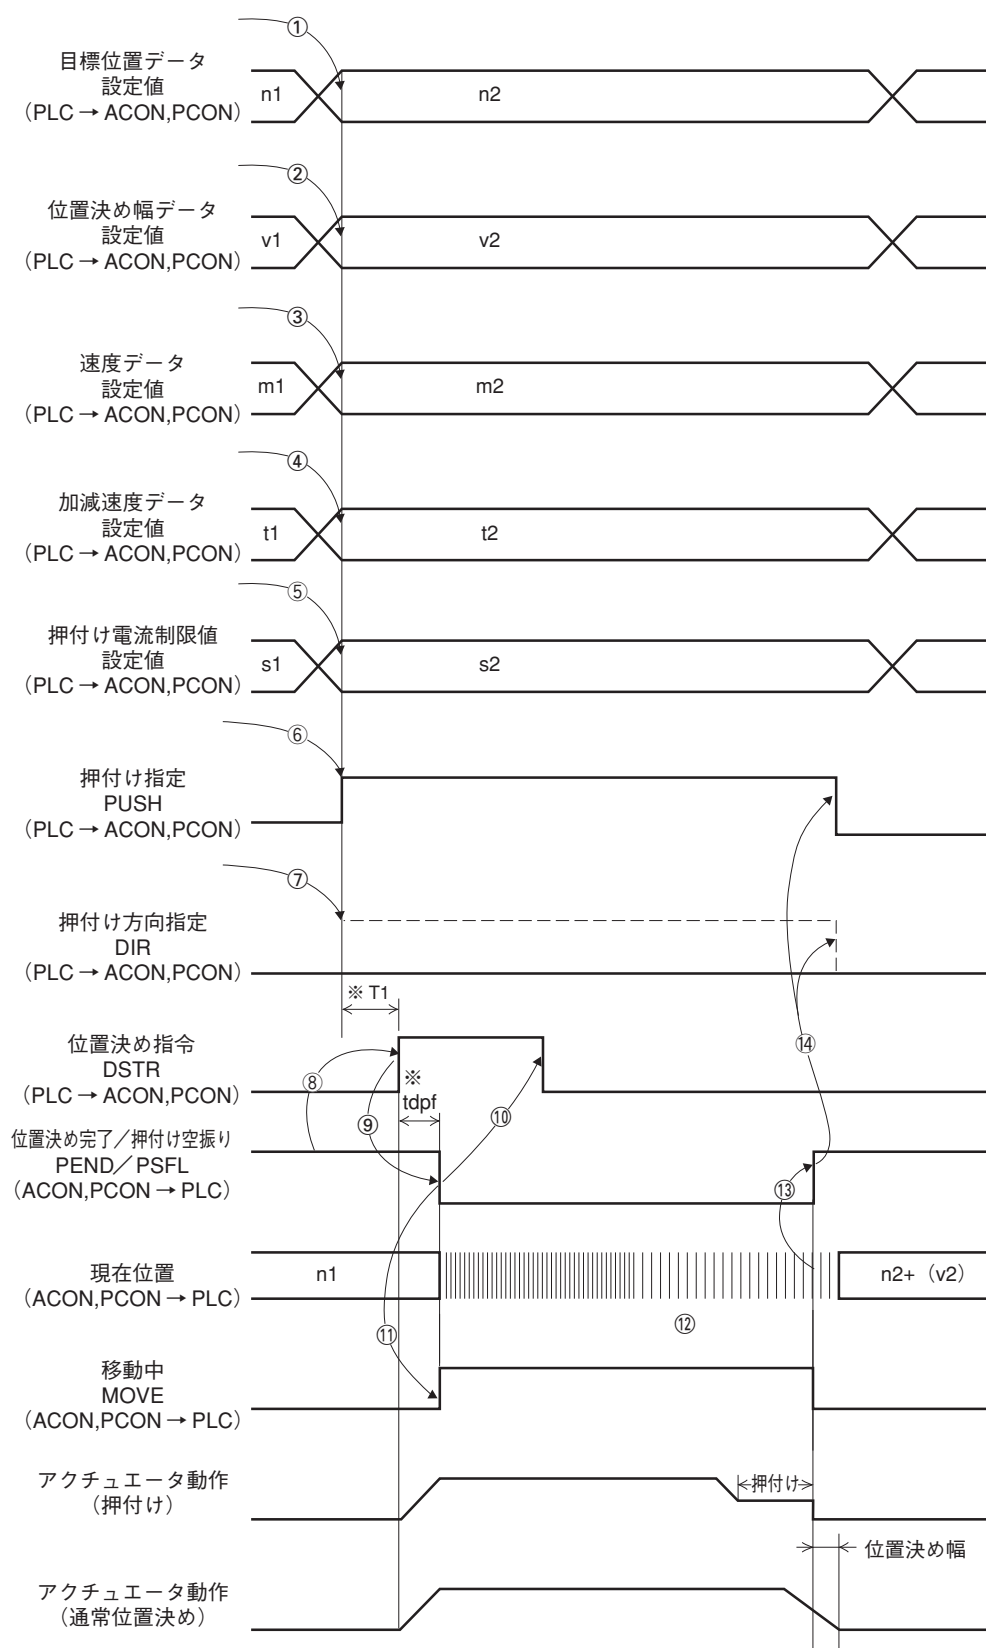 ①
目標位置データ
設定値
（PLC → ACON,PCON）
n1
n2
②
位置決め幅データ
設定値
（PLC → ACON,PCON）
v1
v2
③
速度データ
設定値
（PLC → ACON,PCON）
m1
m2
④
加減速度データ
設定値
（PLC → ACON,PCON）
t1
t2
⑤
押付け電流制限値
設定値
（PLC → ACON,PCON）
s1
s2
⑥
押付け指定
PUSH
（PLC → ACON,PCON）
⑦
押付け方向指定
DIR
（PLC → ACON,PCON）
※ T1
位置決め指令
DSTR
（PLC → ACON,PCON）
⑧
※
tdpf
⑨
⑩
⑭
位置決め完了／押付け空振り
PEND／PSFL
（ACON,PCON → PLC）
⑬
現在位置
（ACON,PCON → PLC）
n1
n2+（v2）
⑪
⑫
移動中
MOVE
（ACON,PCON → PLC）
アクチュエータ動作
（押付け）
押付け
位置決め幅
アクチュエータ動作
（通常位置決め）